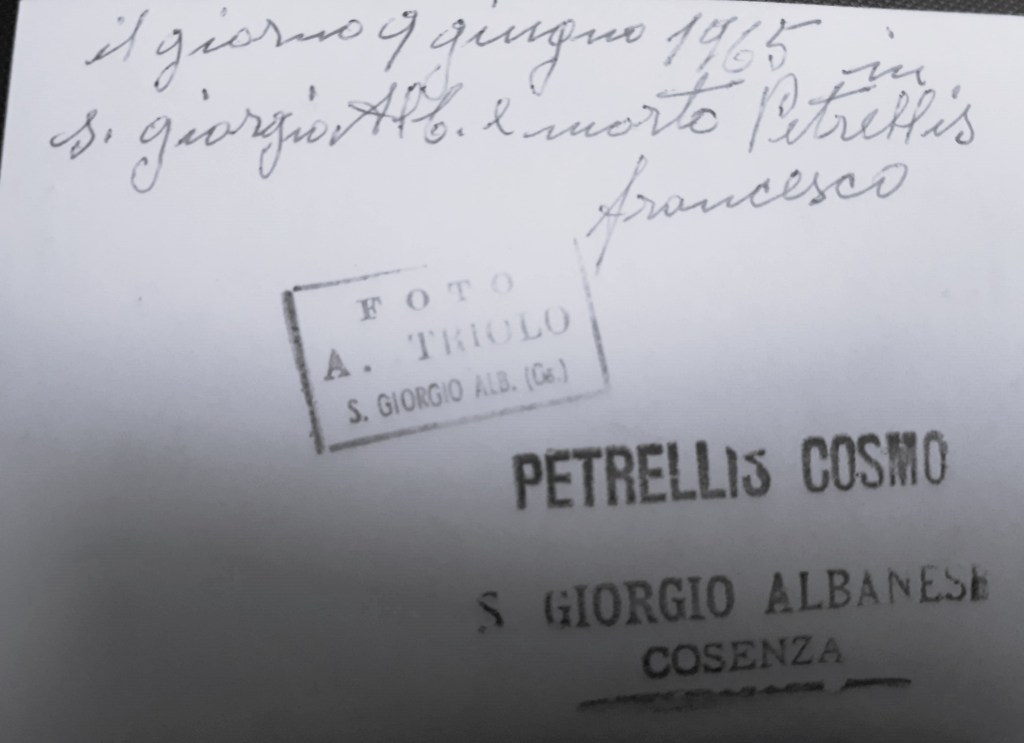 il giorno 9 giugno 1965 in
s. giorgio Alb. e morto Petrellis
francesco
FOTO
A. TRIOLO
S. GIORGIO ALB. (Cs.)
PETRELLIS COSMO
S GIORGIO ALBANESE
COSENZA